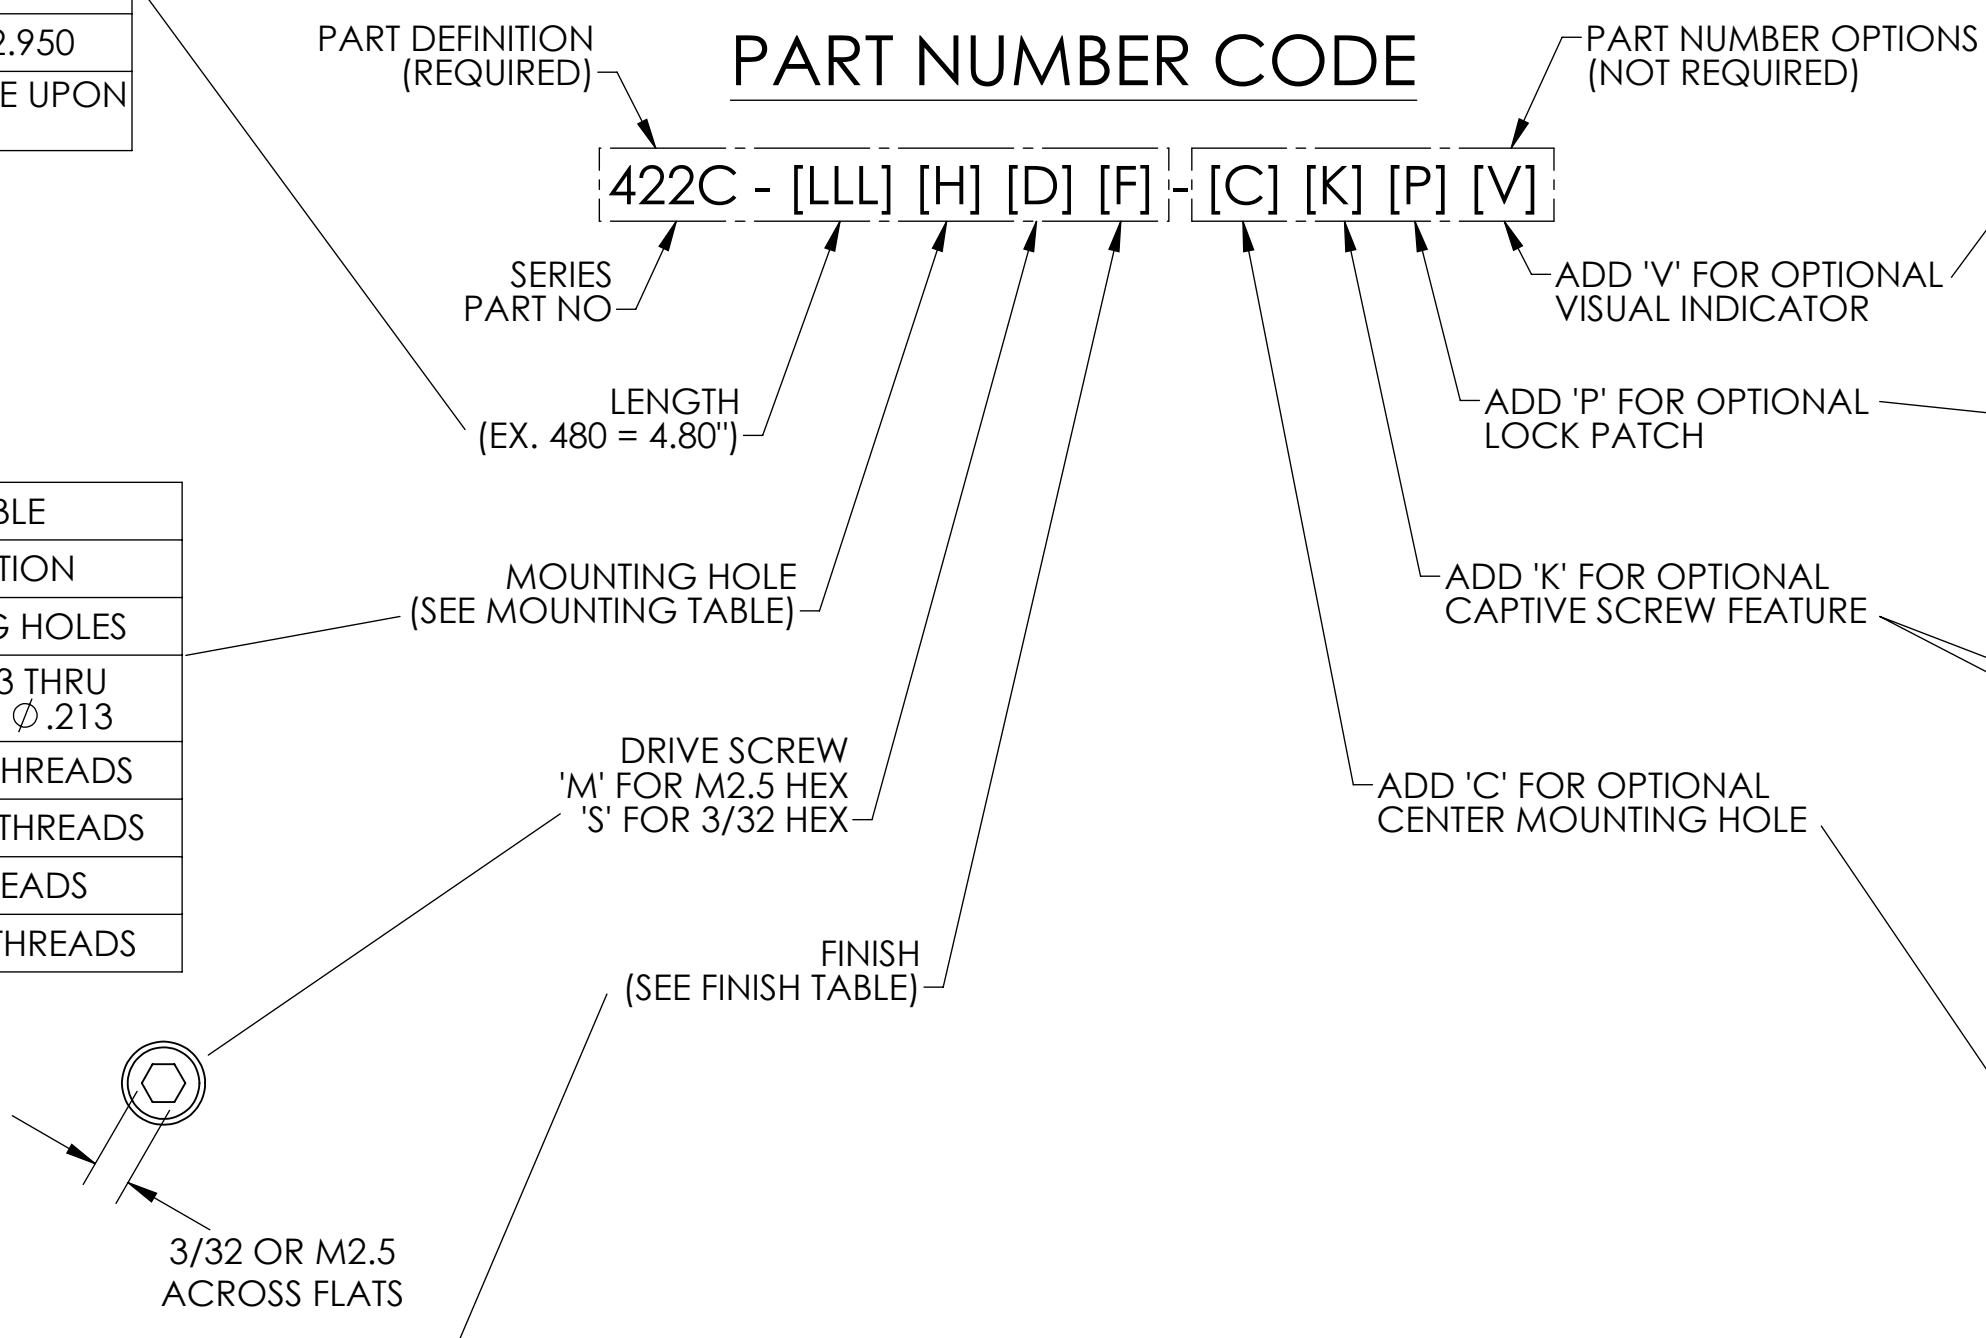 PART NUMBER CODE
PART DEFINITION
(REQUIRED)
PART NUMBER OPTIONS
(NOT REQUIRED)
422C - [LLL] [H] [D] [F] - [C] [K] [P] [V]
SERIES
PART NO
LENGTH
(EX. 480 = 4.80")
MOUNTING HOLE
(SEE MOUNTING TABLE)
DRIVE SCREW
'M' FOR M2.5 HEX
'S' FOR 3/32 HEX
FINISH
(SEE FINISH TABLE)
ADD 'V' FOR OPTIONAL
VISUAL INDICATOR
ADD 'P' FOR OPTIONAL
LOCK PATCH
ADD 'K' FOR OPTIONAL
CAPTIVE SCREW FEATURE
ADD 'C' FOR OPTIONAL
CENTER MOUNTING HOLE
2.950
E UPON
BLE
TION
G HOLES
3 THRU
Ø .213
HREADS
THREADS
EADS
THREADS
3/32 OR M2.5
ACROSS FLATS